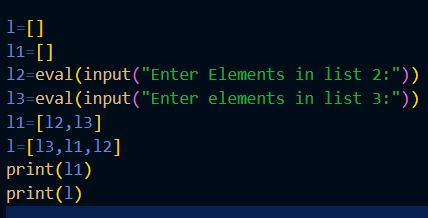 l=[]
l1=[]
l2=eval(input("Enter Elements in list 2:"))
l3=eval(input("Enter elements in list 3:"))
l1=[l2,l3]
l=[l3,l1,l2]
print(l1)
print(l)